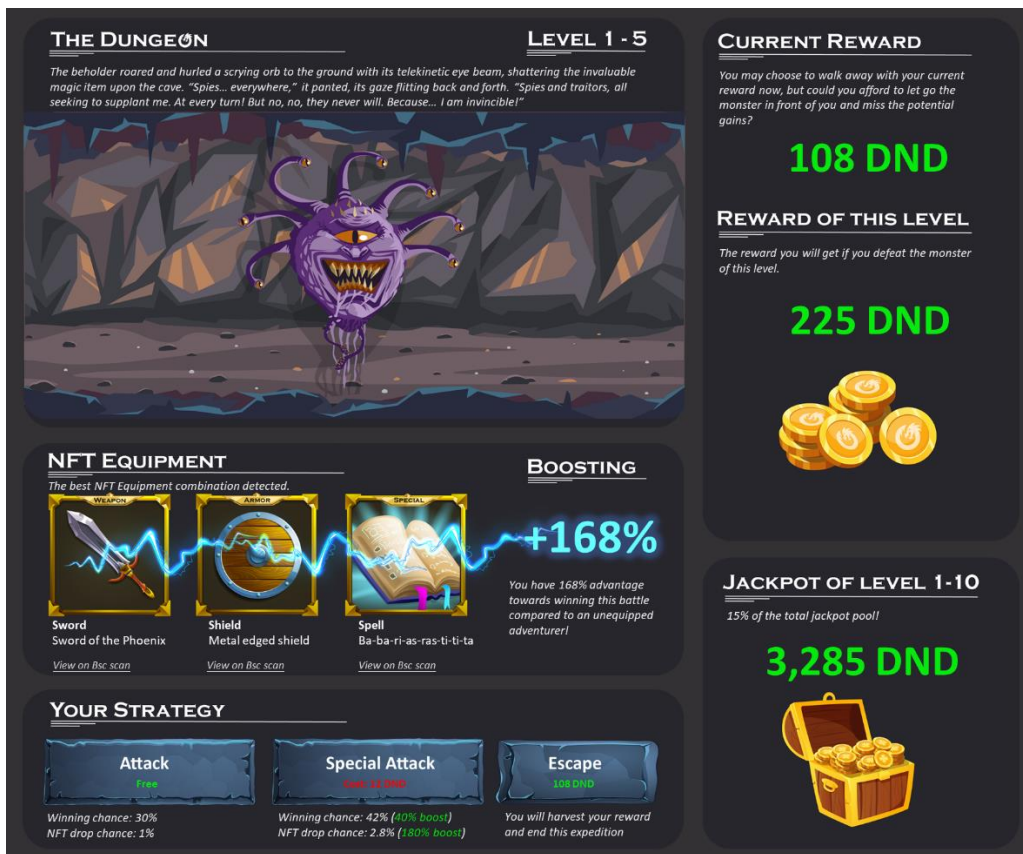 THE DUNGEON
LEVEL 1 - 5
The beholder roared and hurled a scrying orb to the ground with its telekinetic eye beam, shattering the invaluable
magic item upon the cave. “Spies... everywhere,” it panted, its gaze flitting back and forth. “Spies and traitors, all
seeking to supplant me. At every turn! But no, no, they never will. Because... I am invincible!”
CURRENT REWARD
You may choose to walk away with your current
reward now, but could you afford to let go the
monster in front of you and miss the potential
gains?
108 DND
REWARD OF THIS LEVEL
The reward you will get if you defeat the monster
of this level.
225 DND
NFT EQUIPMENT
The best NFT Equipment combination detected.
WEAPON
ARMOR
SPECIAL
Sword
Sword of the Phoenix
View on Bsc scan
Shield
Metal edged shield
View on Bsc scan
Spell
Ba-ba-ri-as-ras-ti-ti-ta
View on Bsc scan
BOOSTING
+168%
You have 168% advantage
towards winning this battle
compared to an unequipped
adventurer!
JACKPOT OF LEVEL 1-10
15% of the total jackpot pool!
3,285 DND
YOUR STRATEGY
Attack
Free
Winning chance: 30%
NFT drop chance: 1%
Special Attack
Cost: 12 DND
Winning chance: 42% (40% boost)
NFT drop chance: 2.8% (180% boost)
Escape
108 DND
You will harvest your reward
and end this expedition